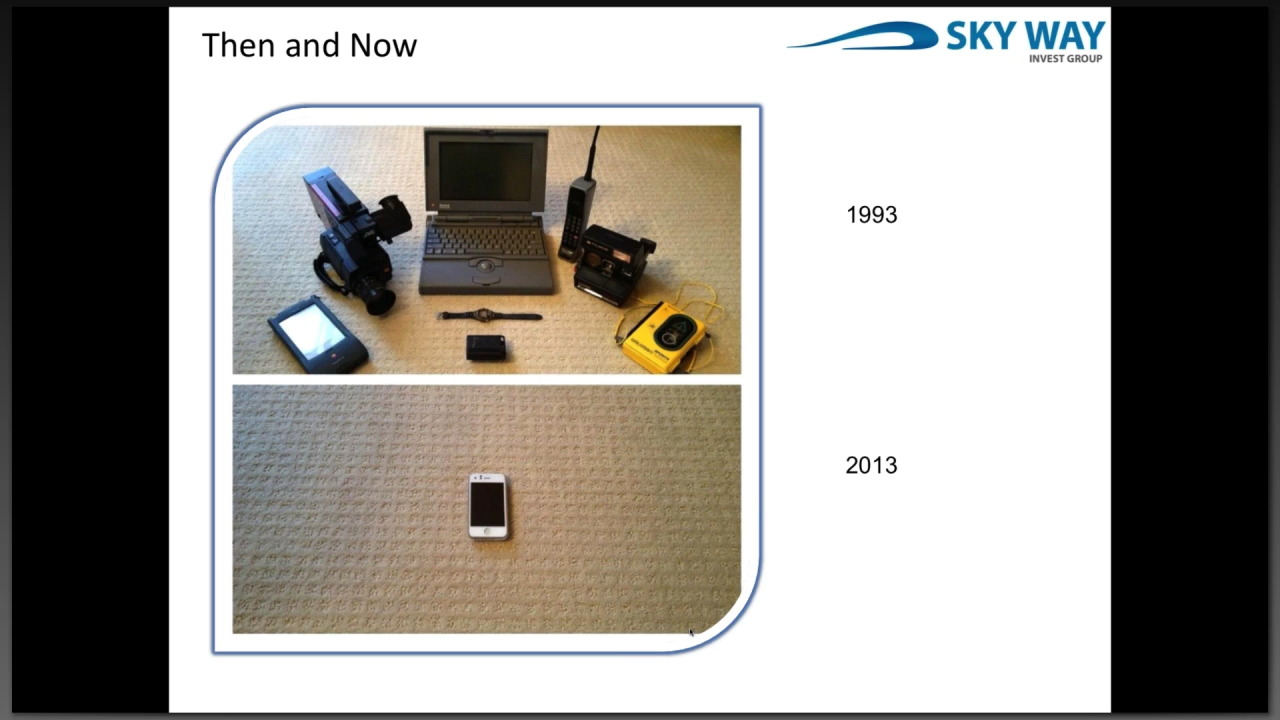 Then and Now
SKY WAY
INVEST GROUP
1993
2013